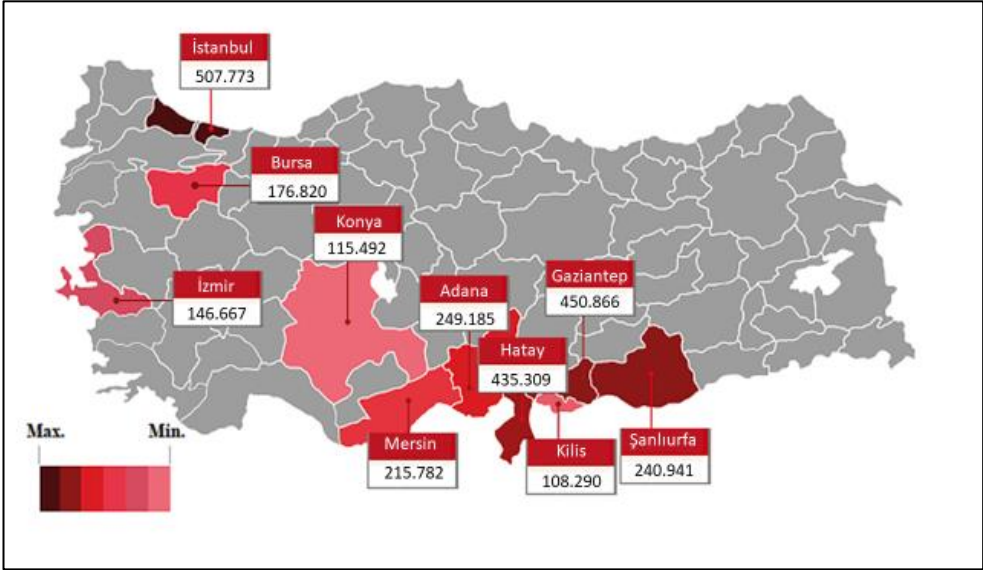 İstanbul
507.773
Bursa
176.820
Konya
115.492
İzmir
146.667
Adana
249.185
Gaziantep
450.866
Hatay
435.309
Max.
Min.
Mersin
215.782
Kilis
108.290
Şanlıurfa
240.941